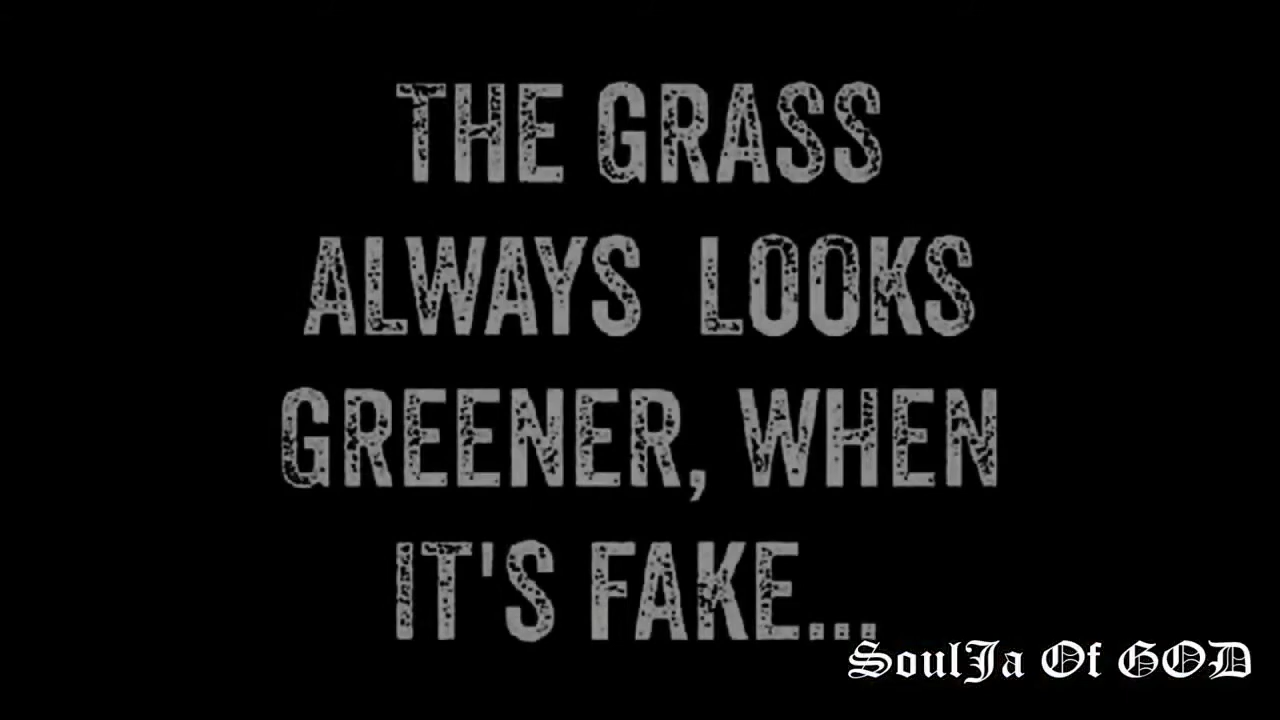 THE GRASS
ALWAYS LOOKS
GREENER, WHEN
IT'S FAKE...
SoulJa Of GOD